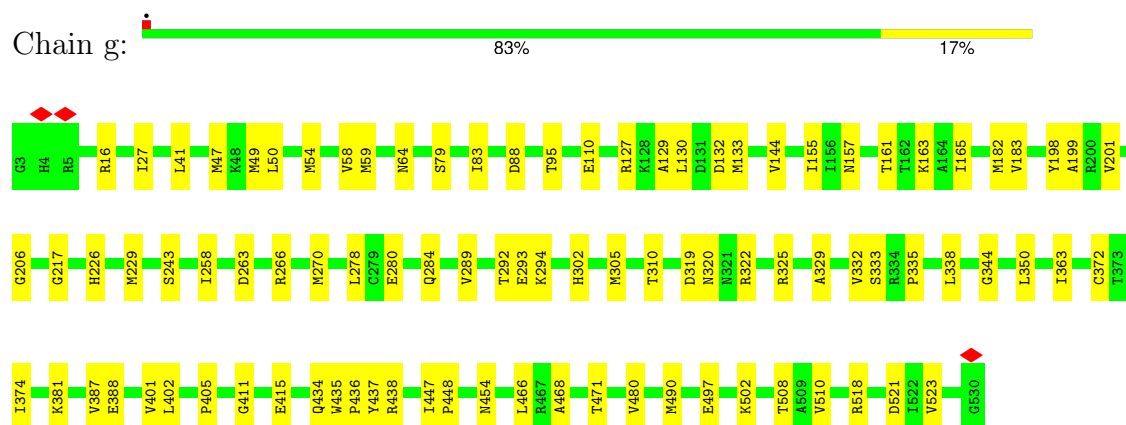 Chain g:
83% 17%
G3 H4 R5 R16 I27 L41 M47 K48 M49 L50 M54 V58 M59 N64 S79 I83 D88 T95 E110 R127 K128 A129 L130 D131 D132 M133 V144 I155 I156 N157 T161 T162 K163 A164 I165 M182 V183 Y198 A199 R200 V201
G206 G217 H226 M229 S243 I258 D263 R266 M270 L278 C279 E280 Q284 V289 T292 E293 K294 H302 M305 T310 D319 N320 N321 R322 R325 A329 V332 S333 R334 P335 L338 G344 L350 I363 C372 T373
I374 K381 V387 E388 V401 L402 P405 G411 E415 Q434 W435 P436 Y437 R438 I447 P448 N454 L466 R467 A468 T471 V480 M490 E497 K502 T508 A509 V510 R518 D521 I522 V523 G530